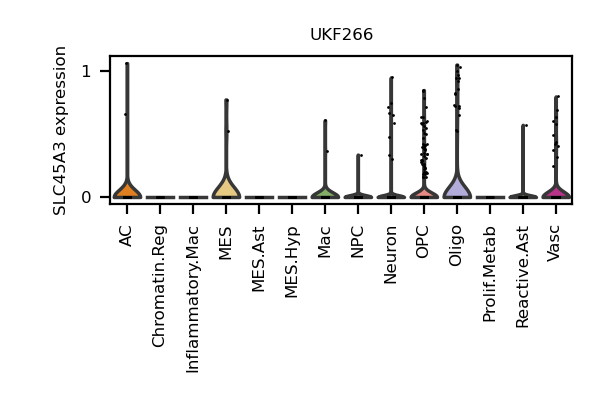 UKF266
SLC45A3 expression
1
0
AC
Chromatin.Reg
Inflammatory.Mac
MES
MES.Ast
MES.Hyp
Mac
NPC
Neuron
OPC
Oligo
Prolif.Metab
Reactive.Ast
Vasc